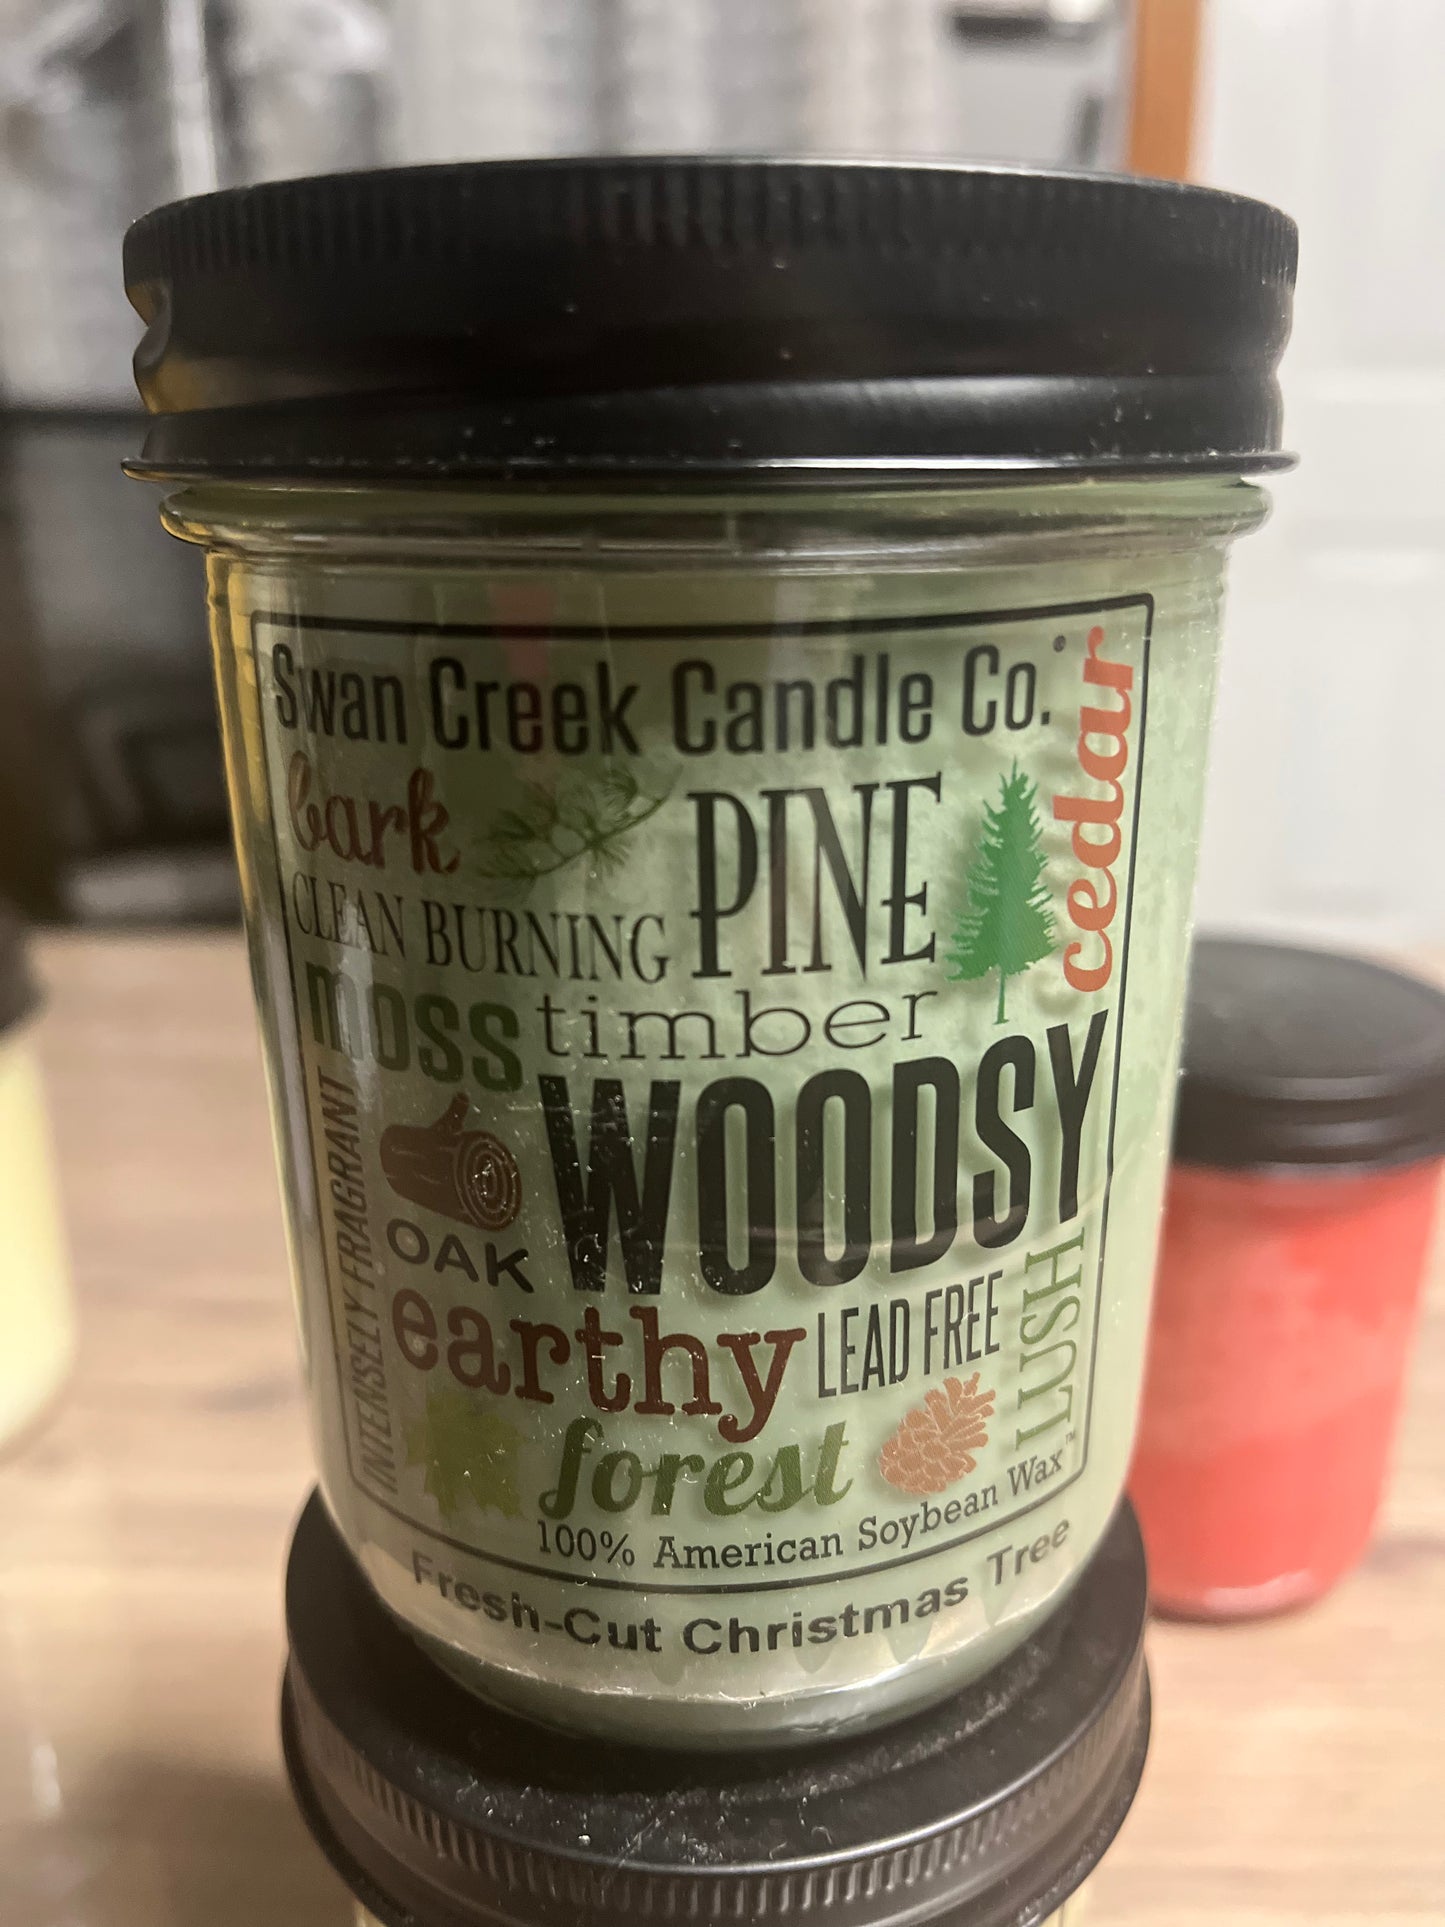 Swan Creek Candle Co.®
cedar
bark
PINE
CLEAN BURNING
moss
timber
WOODSY
INTENSELY FRAGRANT
OAK
earthy
LEAD FREE
LUSH
forest
100% American Soybean Wax™
Fresh-Cut Christmas Tree